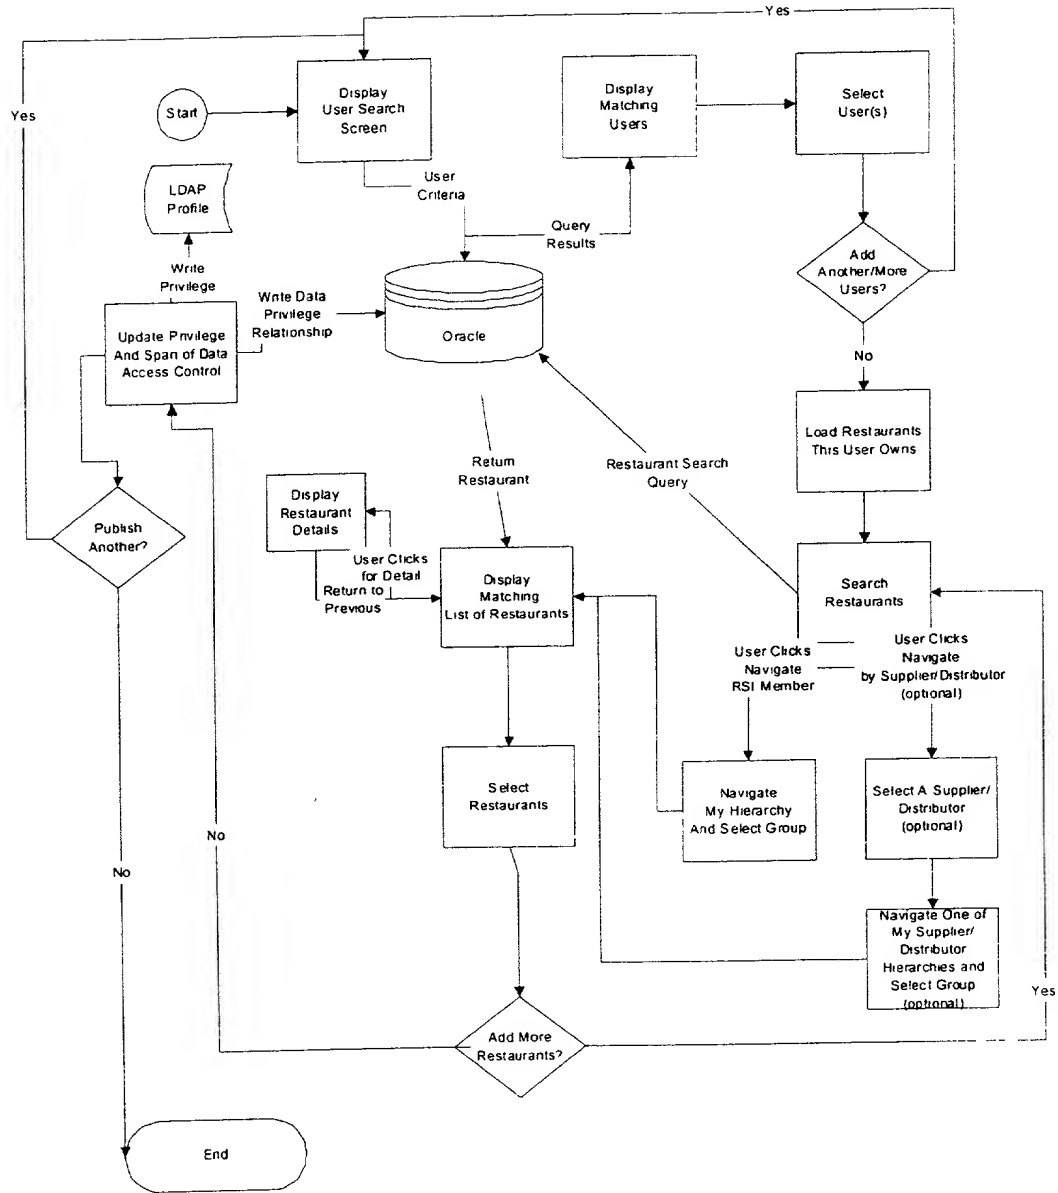 Yes
Yes
Start
Display
User Search
Screen
Display
Matching
Users
Select
User(s)
LDAP
Profile
User
Criteria
Query
Results
Add
Another/More
Users?
Write
Privilege
Write Data
Privilege
Relationship
Update Privilege
And Span of Data
Access Control
Oracle
No
Load Restaurants
This User Owns
Return
Restaurant
Restaurant Search
Query
Display
Restaurant
Details
Publish
Another?
User Clicks
for Detail
Return to
Previous
Display
Matching
List of Restaurants
Search
Restaurants
User Clicks
Navigate
RSI Member
User Clicks
Navigate
by Supplier/Distributor
(optional)
Select
Restaurants
Navigate
My Hierarchy
And Select Group
Select A Supplier/
Distributor
(optional)
No
No
Navigate One of
My Supplier/
Distributor
Hierarchies and
Select Group
(optional)
Yes
Add More
Restaurants?
End